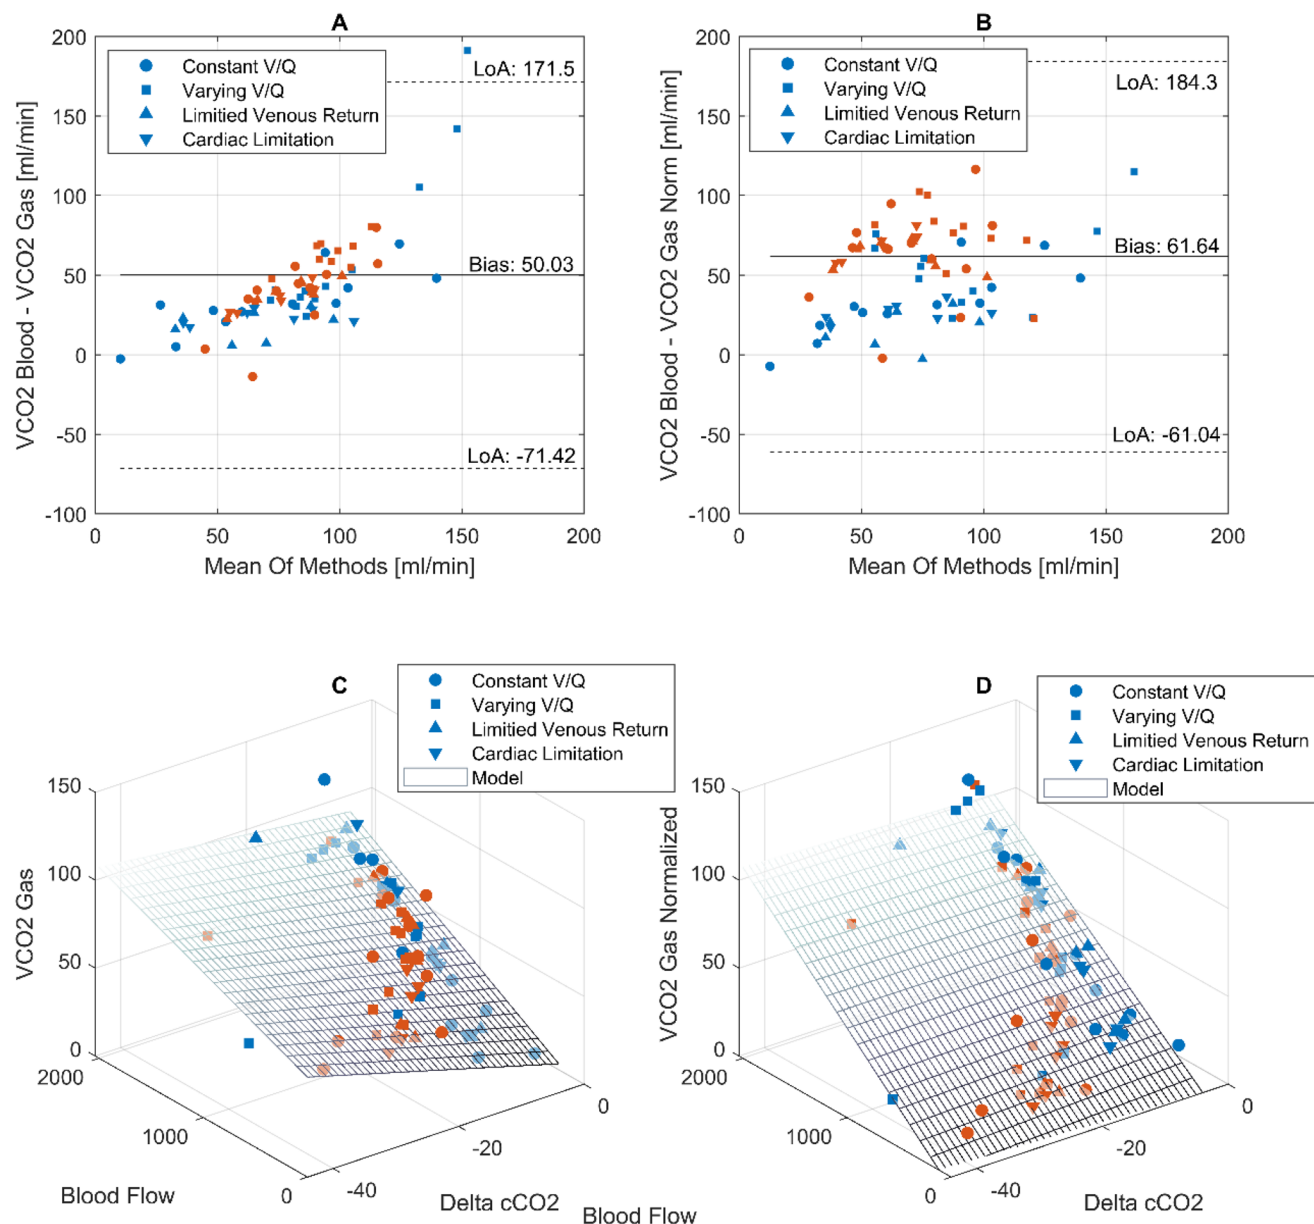 A
VCO2 Blood - VCO2 Gas [ml/min]
200
150
100
50
0
-50
-100
Constant V/Q
Varying V/Q
Limitied Venous Return
Cardiac Limitation
LoA: 171.5
Bias: 50.03
LoA: -71.42
0 50 100 150 200
Mean Of Methods [ml/min]
B
VCO2 Blood - VCO2 Gas Norm [ml/min]
200
150
100
50
0
-50
-100
Constant V/Q
Varying V/Q
Limitied Venous Return
Cardiac Limitation
LoA: 184.3
Bias: 61.64
LoA: -61.04
0 50 100 150 200
Mean Of Methods [ml/min]
C
Constant V/Q
Varying V/Q
Limitied Venous Return
Cardiac Limitation
Model
VCO2 Gas
150
100
50
0
2000
1000
0
Blood Flow
-40
-20
0
Delta cCO2
D
Constant V/Q
Varying V/Q
Limitied Venous Return
Cardiac Limitation
Model
VCO2 Gas Normalized
150
100
50
0
2000
1000
0
Blood Flow
-40
-20
0
Delta cCO2